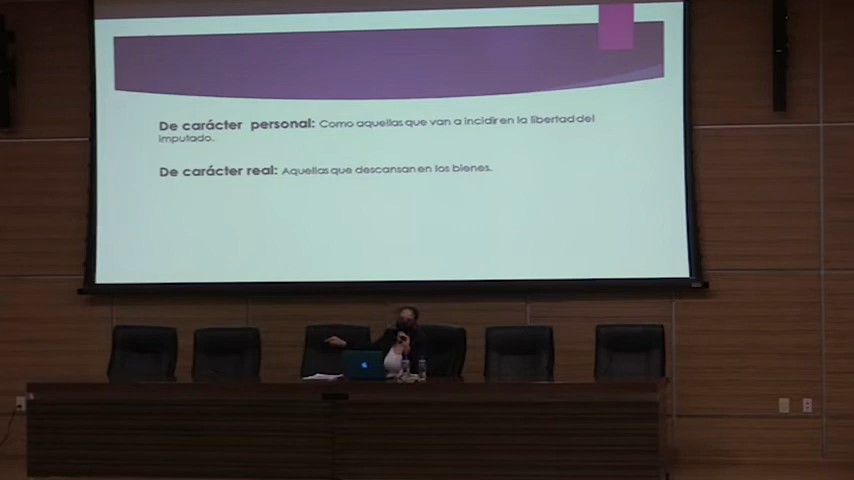 De carácter personal: Como aquellas que van a incidir en la libertad del
imputado.
De carácter real: Aquellas que descansan en los bienes.